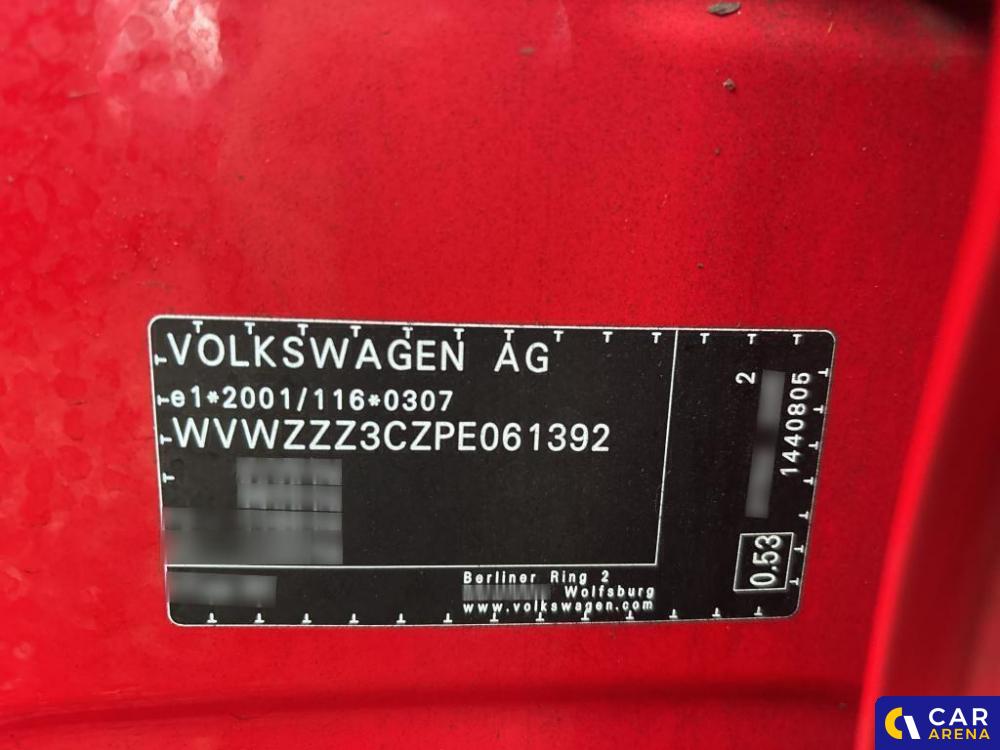 VOLKSWAGEN AG
e1*2001/116*0307
WVWZZZ3CZPE061392
2
1440805
0.53
Berliner Ring 2
Wolfsburg
www.volkswagen.com
CAR
ARENA